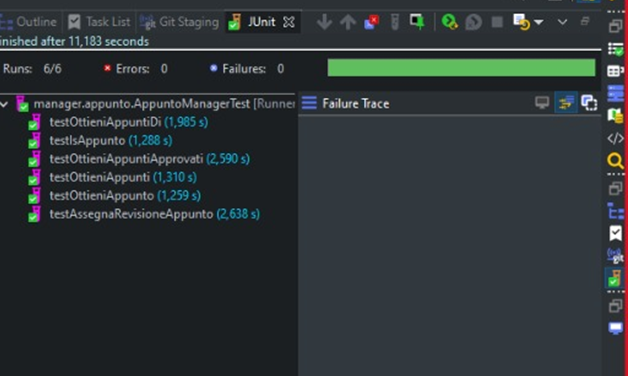 Outline Task List Git Staging JUnit
inished after 11,183 seconds
Runs: 6/6 Errors: 0 Failures: 0
manager.appunto.AppuntoManagerTest [Runner
Failure Trace
testOttieniAppuntiDi (1,985 s)
testIsAppunto (1,288 s)
testOttieniAppuntiApprovati (2,590 s)
testOttieniAppunti (1,310 s)
testOttieniAppunto (1,259 s)
testAssegnaRevisioneAppunto (2,638 s)
git